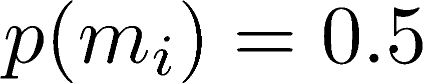 p(m_i) = 0.5